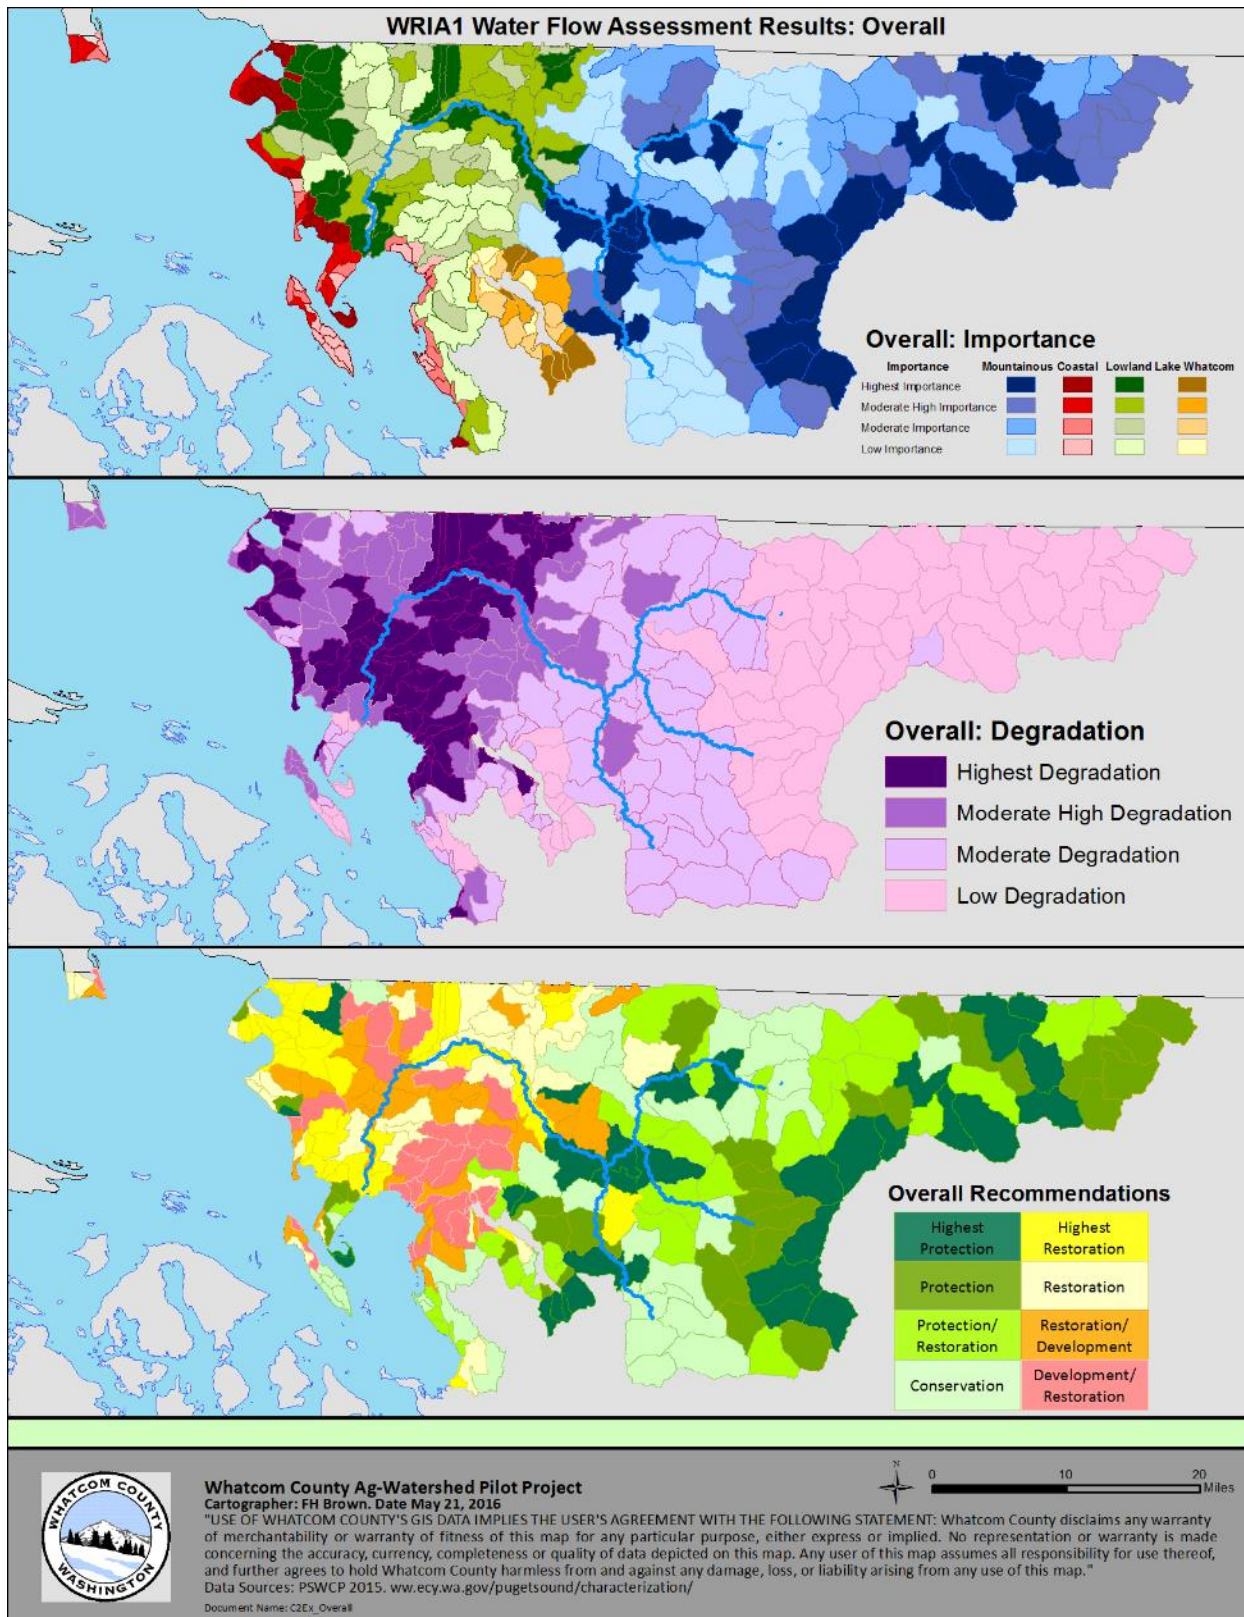 WRIA1 Water Flow Assessment Results: Overall
Overall: Importance
Importance Mountainous Coastal Lowland Lake Whatcom
Highest Importance
Moderate High Importance
Moderate Importance
Low Importance
Overall: Degradation
Highest Degradation
Moderate High Degradation
Moderate Degradation
Low Degradation
Overall Recommendations
Highest Protection
Highest Restoration
Protection
Restoration
Protection/ Restoration
Restoration/ Development
Conservation
Development/ Restoration
WHATCOM COUNTY
WASHINGTON
N
0 10 20
Miles
Whatcom County Ag-Watershed Pilot Project
Cartographer: FH Brown. Date May 21, 2016
"USE OF WHATCOM COUNTY'S GIS DATA IMPLIES THE USER'S AGREEMENT WITH THE FOLLOWING STATEMENT: Whatcom County disclaims any warranty
of merchantability or warranty of fitness of this map for any particular purpose, either express or implied. No representation or warranty is made
concerning the accuracy, currency, completeness or quality of data depicted on this map. Any user of this map assumes all responsibility for use thereof,
and further agrees to hold Whatcom County harmless from and against any damage, loss, or liability arising from any use of this map."
Data Sources: PSWCP 2015. ww.ecy.wa.gov/pugetsound/characterization/
Document Name: C2Ex_Overall